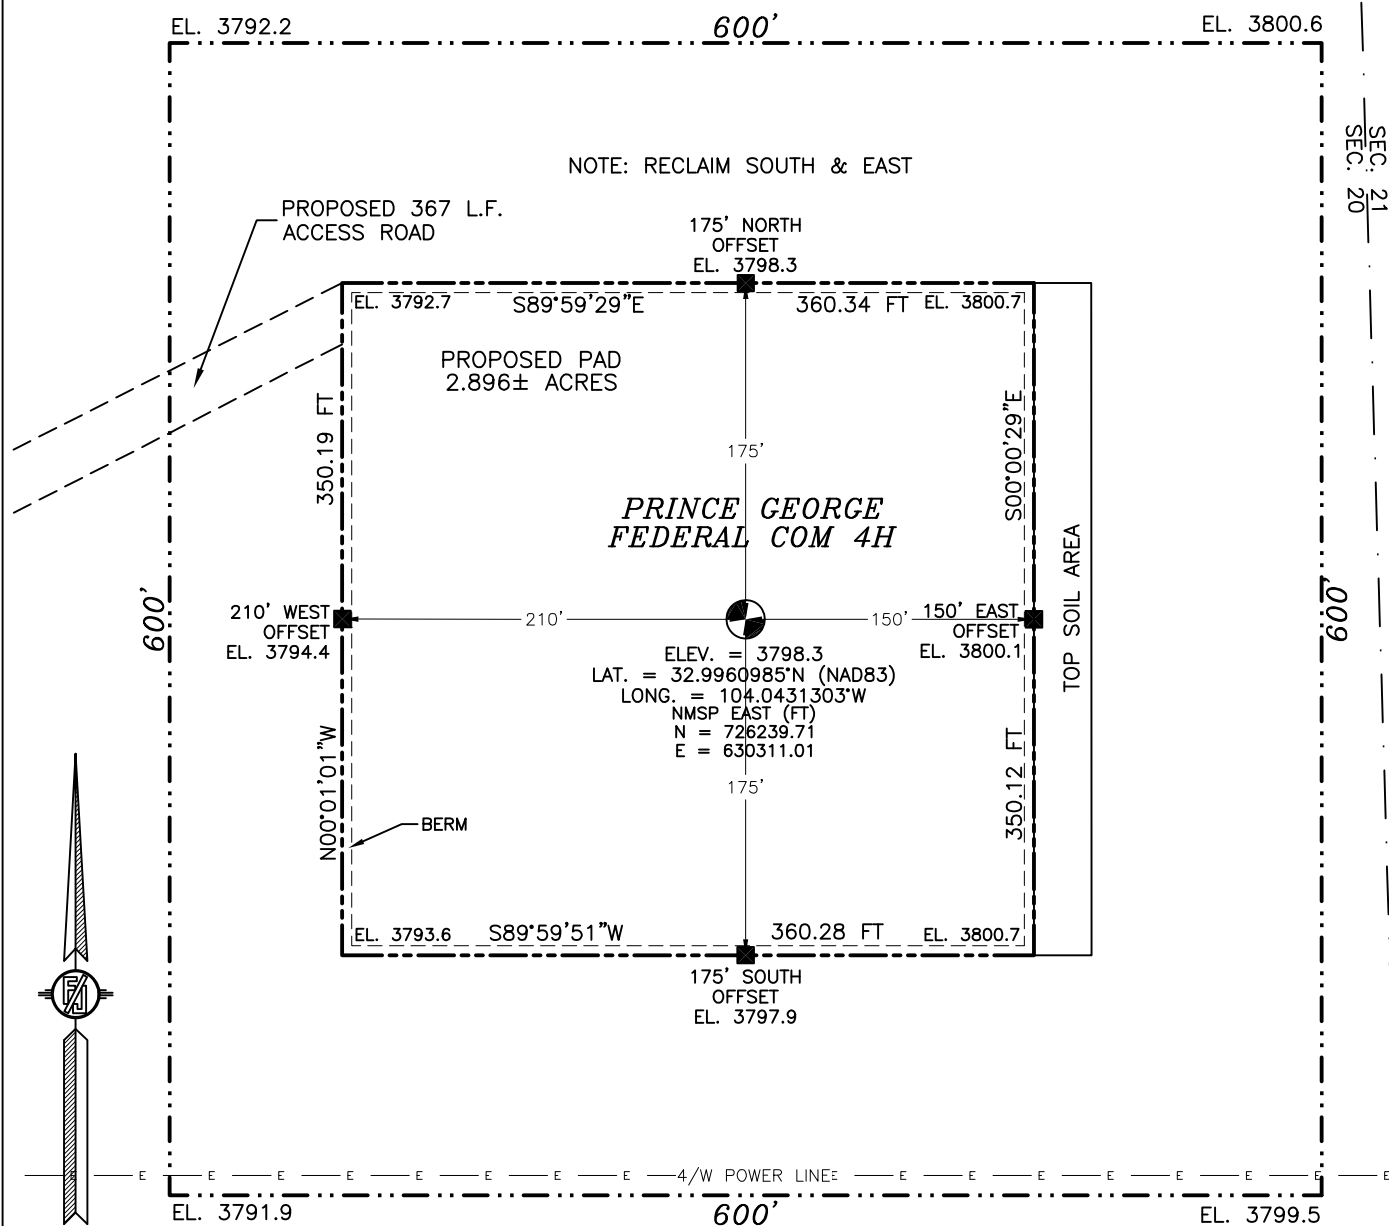 EL. 3792.2
600'
EL. 3800.6
SEC. 21
SEC. 20
NOTE: RECLAIM SOUTH & EAST
PROPOSED 367 L.F.
ACCESS ROAD
175' NORTH
OFFSET
EL. 3798.3
EL. 3792.7
S89°59'29"E
360.34 FT
EL. 3800.7
PROPOSED PAD
2.896± ACRES
350.19 FT
S00°00'29"E
175'
PRINCE GEORGE
FEDERAL COM 4H
TOP SOIL AREA
600'
210' WEST
OFFSET
EL. 3794.4
210'
150'
150' EAST
OFFSET
EL. 3800.1
600'
ELEV. = 3798.3
LAT. = 32.9960985°N (NAD83)
LONG. = 104.0431303°W
NMSP EAST (FT)
N = 726239.71
E = 630311.01
N00°01'01"W
350.12 FT
175'
BERM
EL. 3793.6
S89°59'51"W
360.28 FT
EL. 3800.7
175' SOUTH
OFFSET
EL. 3797.9
FSJ
E E E E E E E E E 4/W POWER LINE E E E E E E E E E
EL. 3791.9
600'
EL. 3799.5